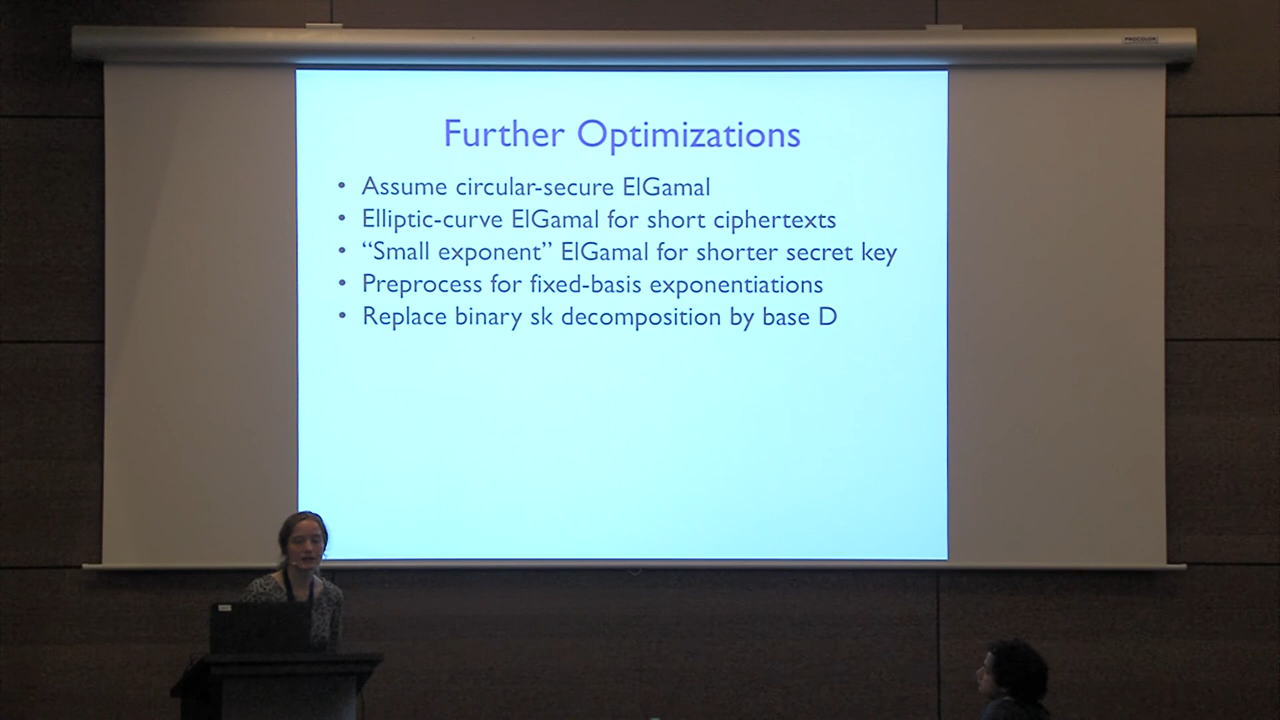 PROCOLOR
Further Optimizations
• Assume circular-secure ElGamal
• Elliptic-curve ElGamal for short ciphertexts
• “Small exponent” ElGamal for shorter secret key
• Preprocess for fixed-basis exponentiations
• Replace binary sk decomposition by base D